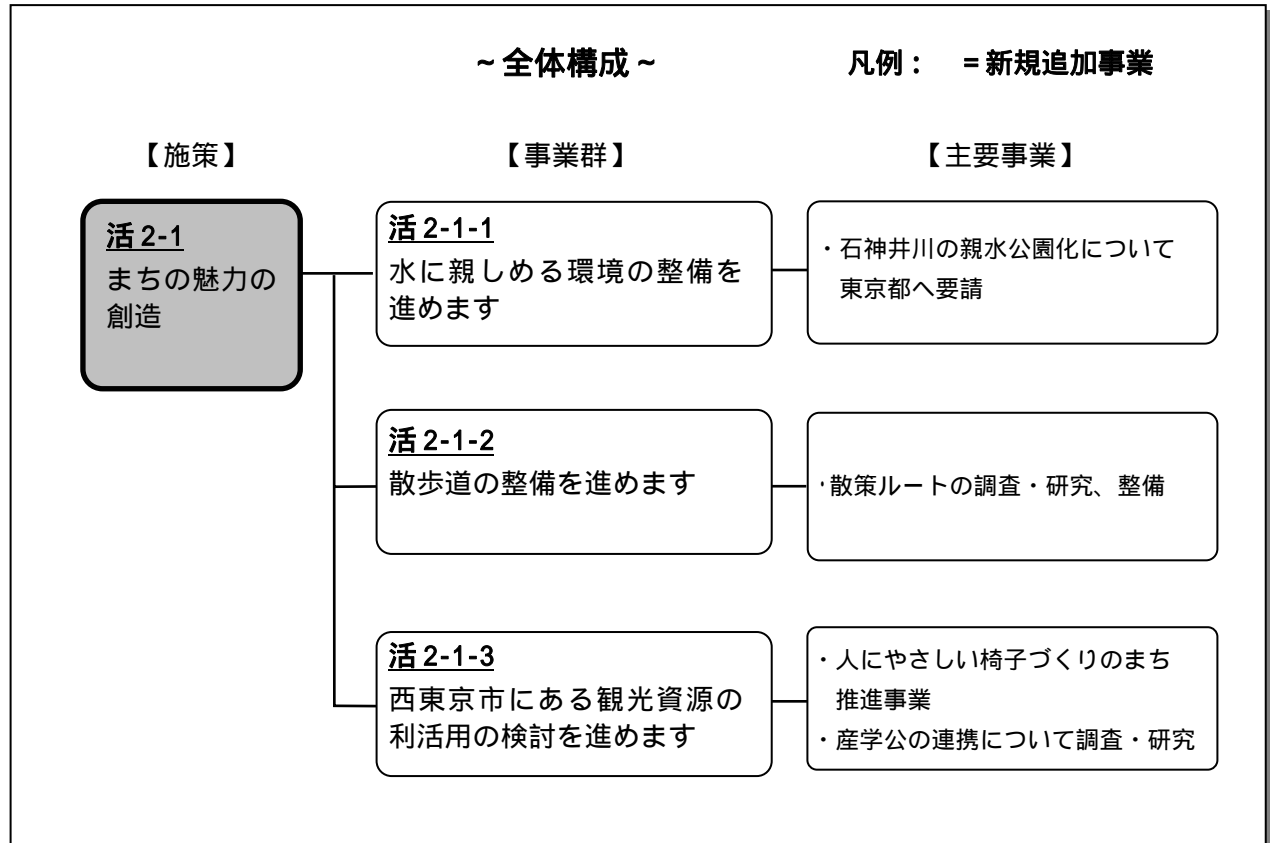 ～全体構成～
凡例： ＝新規追加事業
【施策】
【事業群】
【主要事業】
活 2-1
まちの魅力の
創造
活 2-1-1
水に親しめる環境の整備を
進めます
・石神井川の親水公園化について
東京都へ要請
活 2-1-2
散歩道の整備を進めます
・散策ルートの調査・研究、整備
活 2-1-3
西東京市にある観光資源の
利活用の検討を進めます
・人にやさしい椅子づくりのまち
推進事業
・産学公の連携について調査・研究